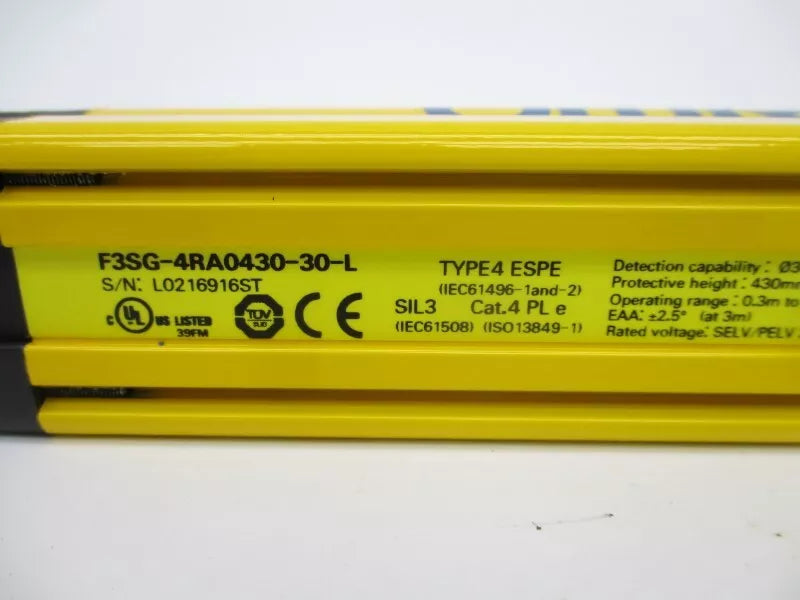 F3SG-4RA0430-30-L
S/N: L0216916ST
c UL US LISTED
39FM
TÜV
SÜD
CE
TYPE4 ESPE
(IEC61496-1and-2)
SIL3 Cat.4 PL e
(IEC61508) (ISO13849-1)
Detection capability: Ø3
Protective height: 430mm
Operating range: 0.3m to
EAA: ±2.5° (at 3m)
Rated voltage: SELV/PELV